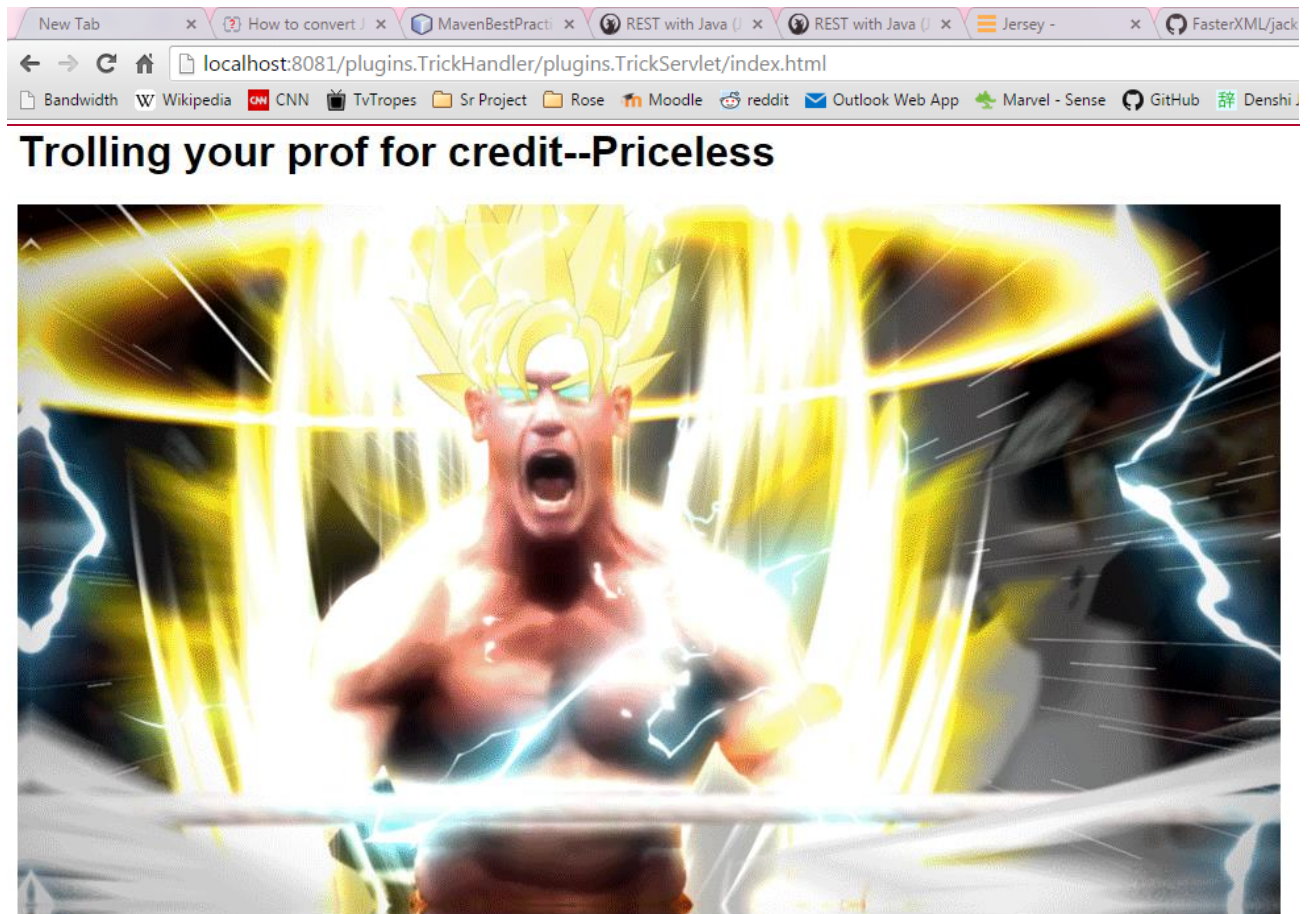 New Tab
How to convert J
MavenBestPracti
REST with Java (J
REST with Java (J
Jersey -
FasterXML/jack
localhost:8081/plugins.TrickHandler/plugins.TrickServlet/index.html
Bandwidth W Wikipedia CNN CNN TvTropes Sr Project Rose Moodle reddit Outlook Web App Marvel - Sense GitHub 辞 Denshi J
Trolling your prof for credit--Priceless